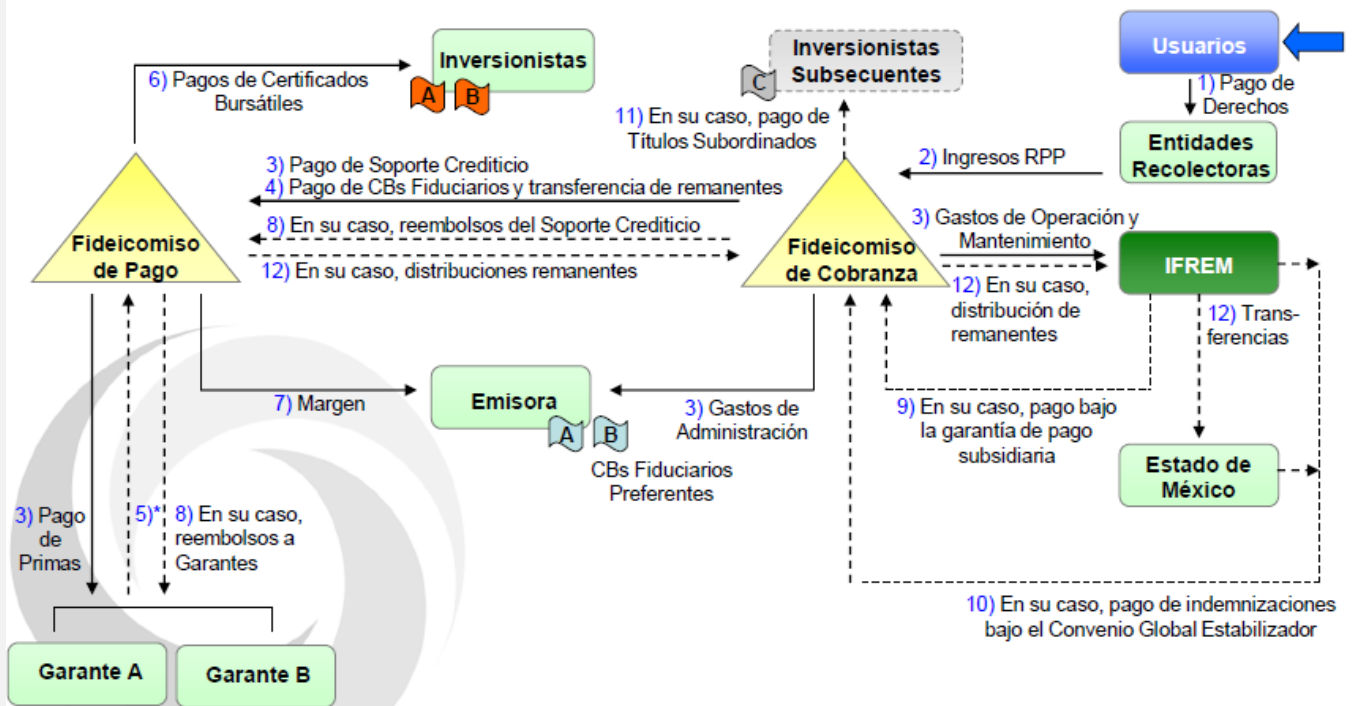 Inversionistas
A B
6) Pagos de Certificados
Bursátiles
Inversionistas
Subsecuentes
C
Usuarios
1) Pago de
Derechos
11) En su caso, pago de
Títulos Subordinados
Entidades
Recolectoras
2) Ingresos RPP
3) Pago de Soporte Crediticio
4) Pago de CBs Fiduciarios y transferencia de remanentes
8) En su caso, reembolsos del Soporte Crediticio
12) En su caso, distribuciones remanentes
Fideicomiso
de Pago
Fideicomiso
de Cobranza
3) Gastos de Operación y
Mantenimiento
IFREM
12) En su caso,
distribución de
remanentes
12) Trans-
ferencias
7) Margen
Emisora
A B
CBs Fiduciarios
Preferentes
3) Gastos de
Administración
9) En su caso, pago bajo
la garantía de pago
subsidiaria
Estado de
México
3) Pago
de
Primas
5)*
8) En su caso,
reembolsos a
Garantes
10) En su caso, pago de indemnizaciones
bajo el Convenio Global Estabilizador
Garante A
Garante B